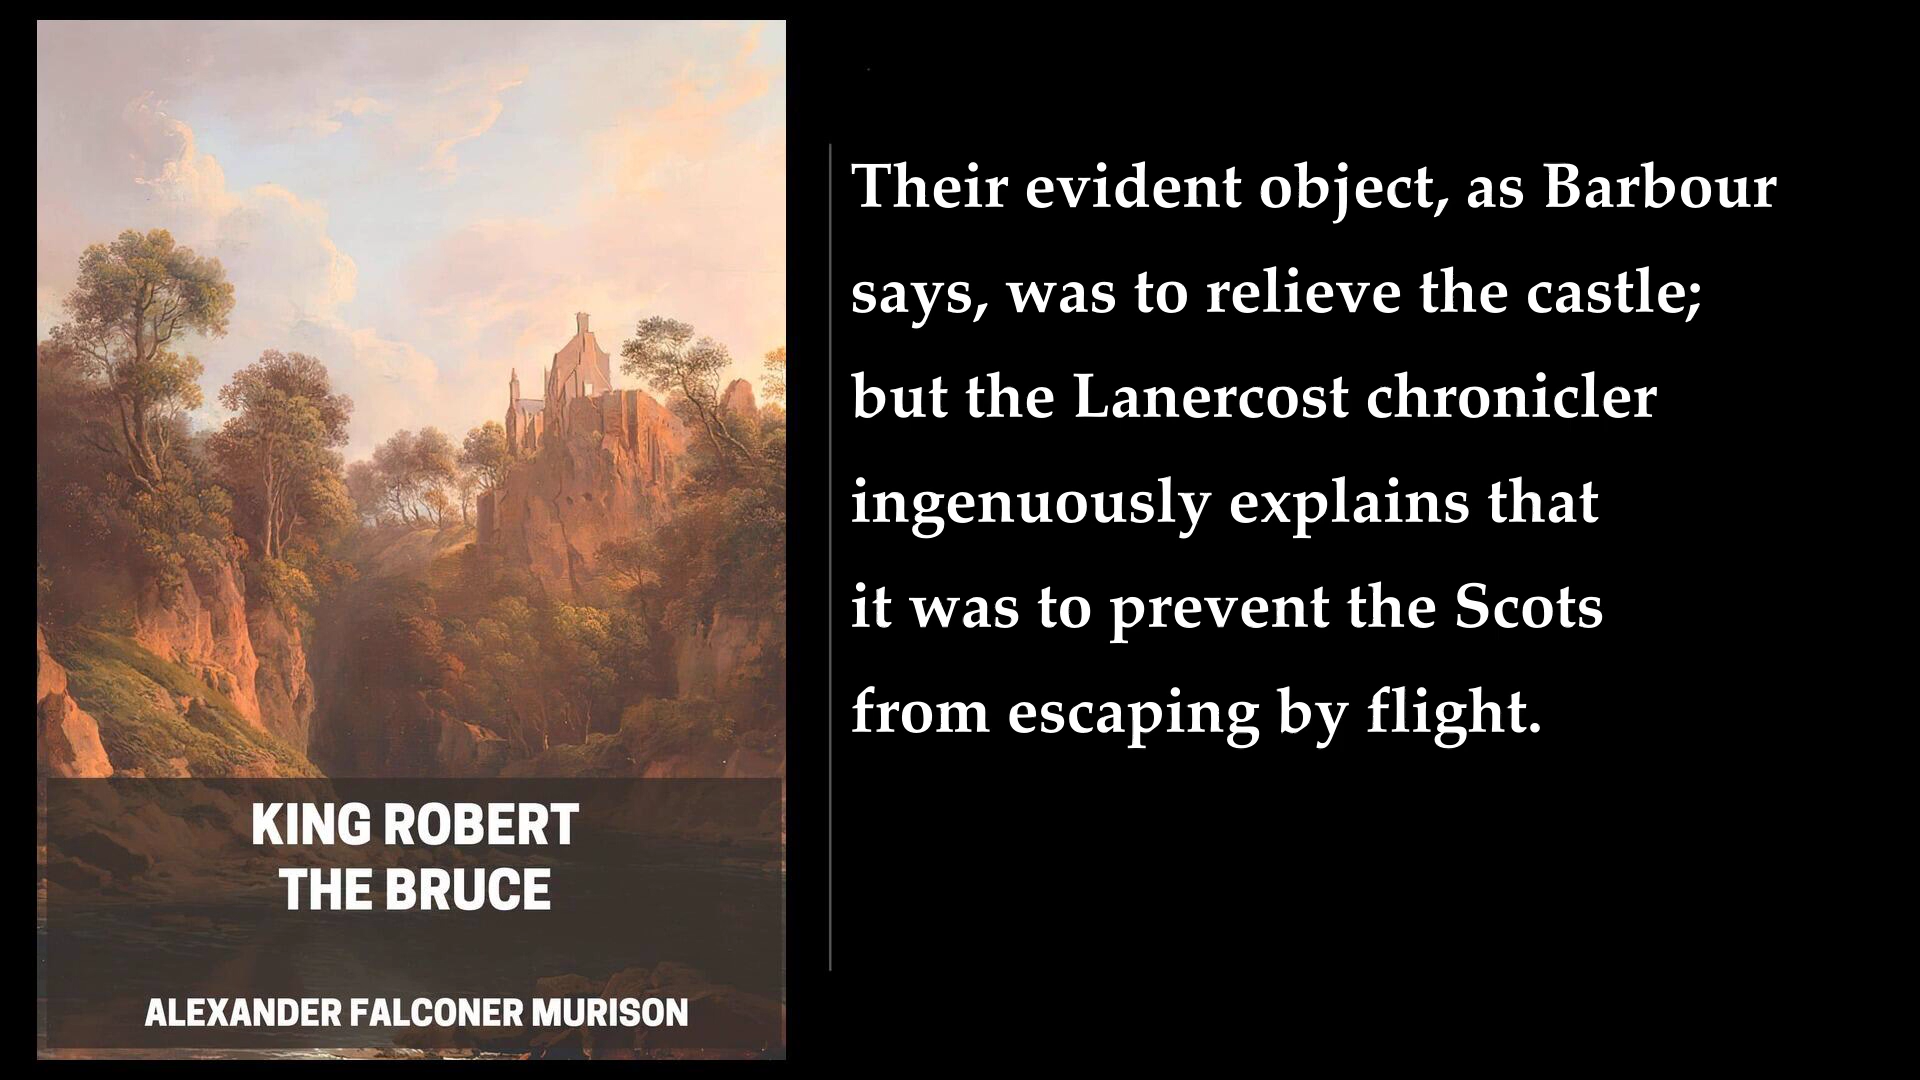 Their evident object, as Barbour
says, was to relieve the castle;
but the Lanercost chronicler
ingenuously explains that
it was to prevent the Scots
from escaping by flight.
KING ROBERT
THE BRUCE
ALEXANDER FALCONER MURISON